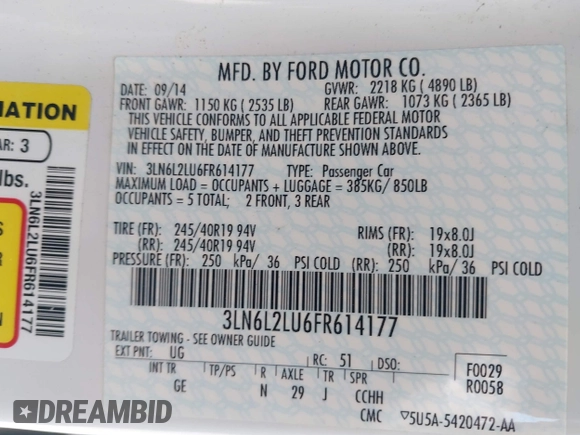 MFD. BY FORD MOTOR CO.
DATE: 09/14 GVWR: 2218 KG ( 4890 LB)
FRONT GAWR: 1150 KG ( 2535 LB) REAR GAWR: 1073 KG ( 2365 LB)
THIS VEHICLE CONFORMS TO ALL APPLICABLE FEDERAL MOTOR
VEHICLE SAFETY, BUMPER, AND THEFT PREVENTION STANDARDS
IN EFFECT ON THE DATE OF MANUFACTURE SHOWN ABOVE.
VIN: 3LN6L2LU6FR614177 TYPE: Passenger Car
MAXIMUM LOAD = OCCUPANTS + LUGGAGE = 385KG/ 850LB
OCCUPANTS = 5 TOTAL; 2 FRONT, 3 REAR
TIRE (FR): 245/40R19 94V RIMS (FR): 19x8.0J
(RR): 245/40R19 94V (RR): 19x8.0J
PRESSURE (FR): 250 kPa/ 36 PSI COLD (RR): 250 kPa/ 36 PSI COLD
3LN6L2LU6FR614177
TRAILER TOWING - SEE OWNER GUIDE
EXT PNT: UG RC: 51 DSO: F0029
R0058
INT TR TP/PS R AXLE TR SPR
GE N 29 J CCHH
CMC ▽5U5A-5420472-AA
MATION
AR: 3
lbs.
3LN6L2LU6FR614177
DREAMBID